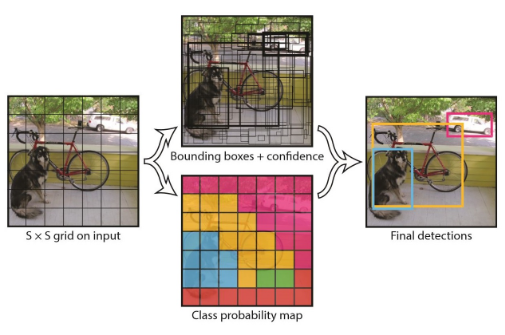 Bounding boxes + confidence
S × S grid on input
Final detections
Class probability map